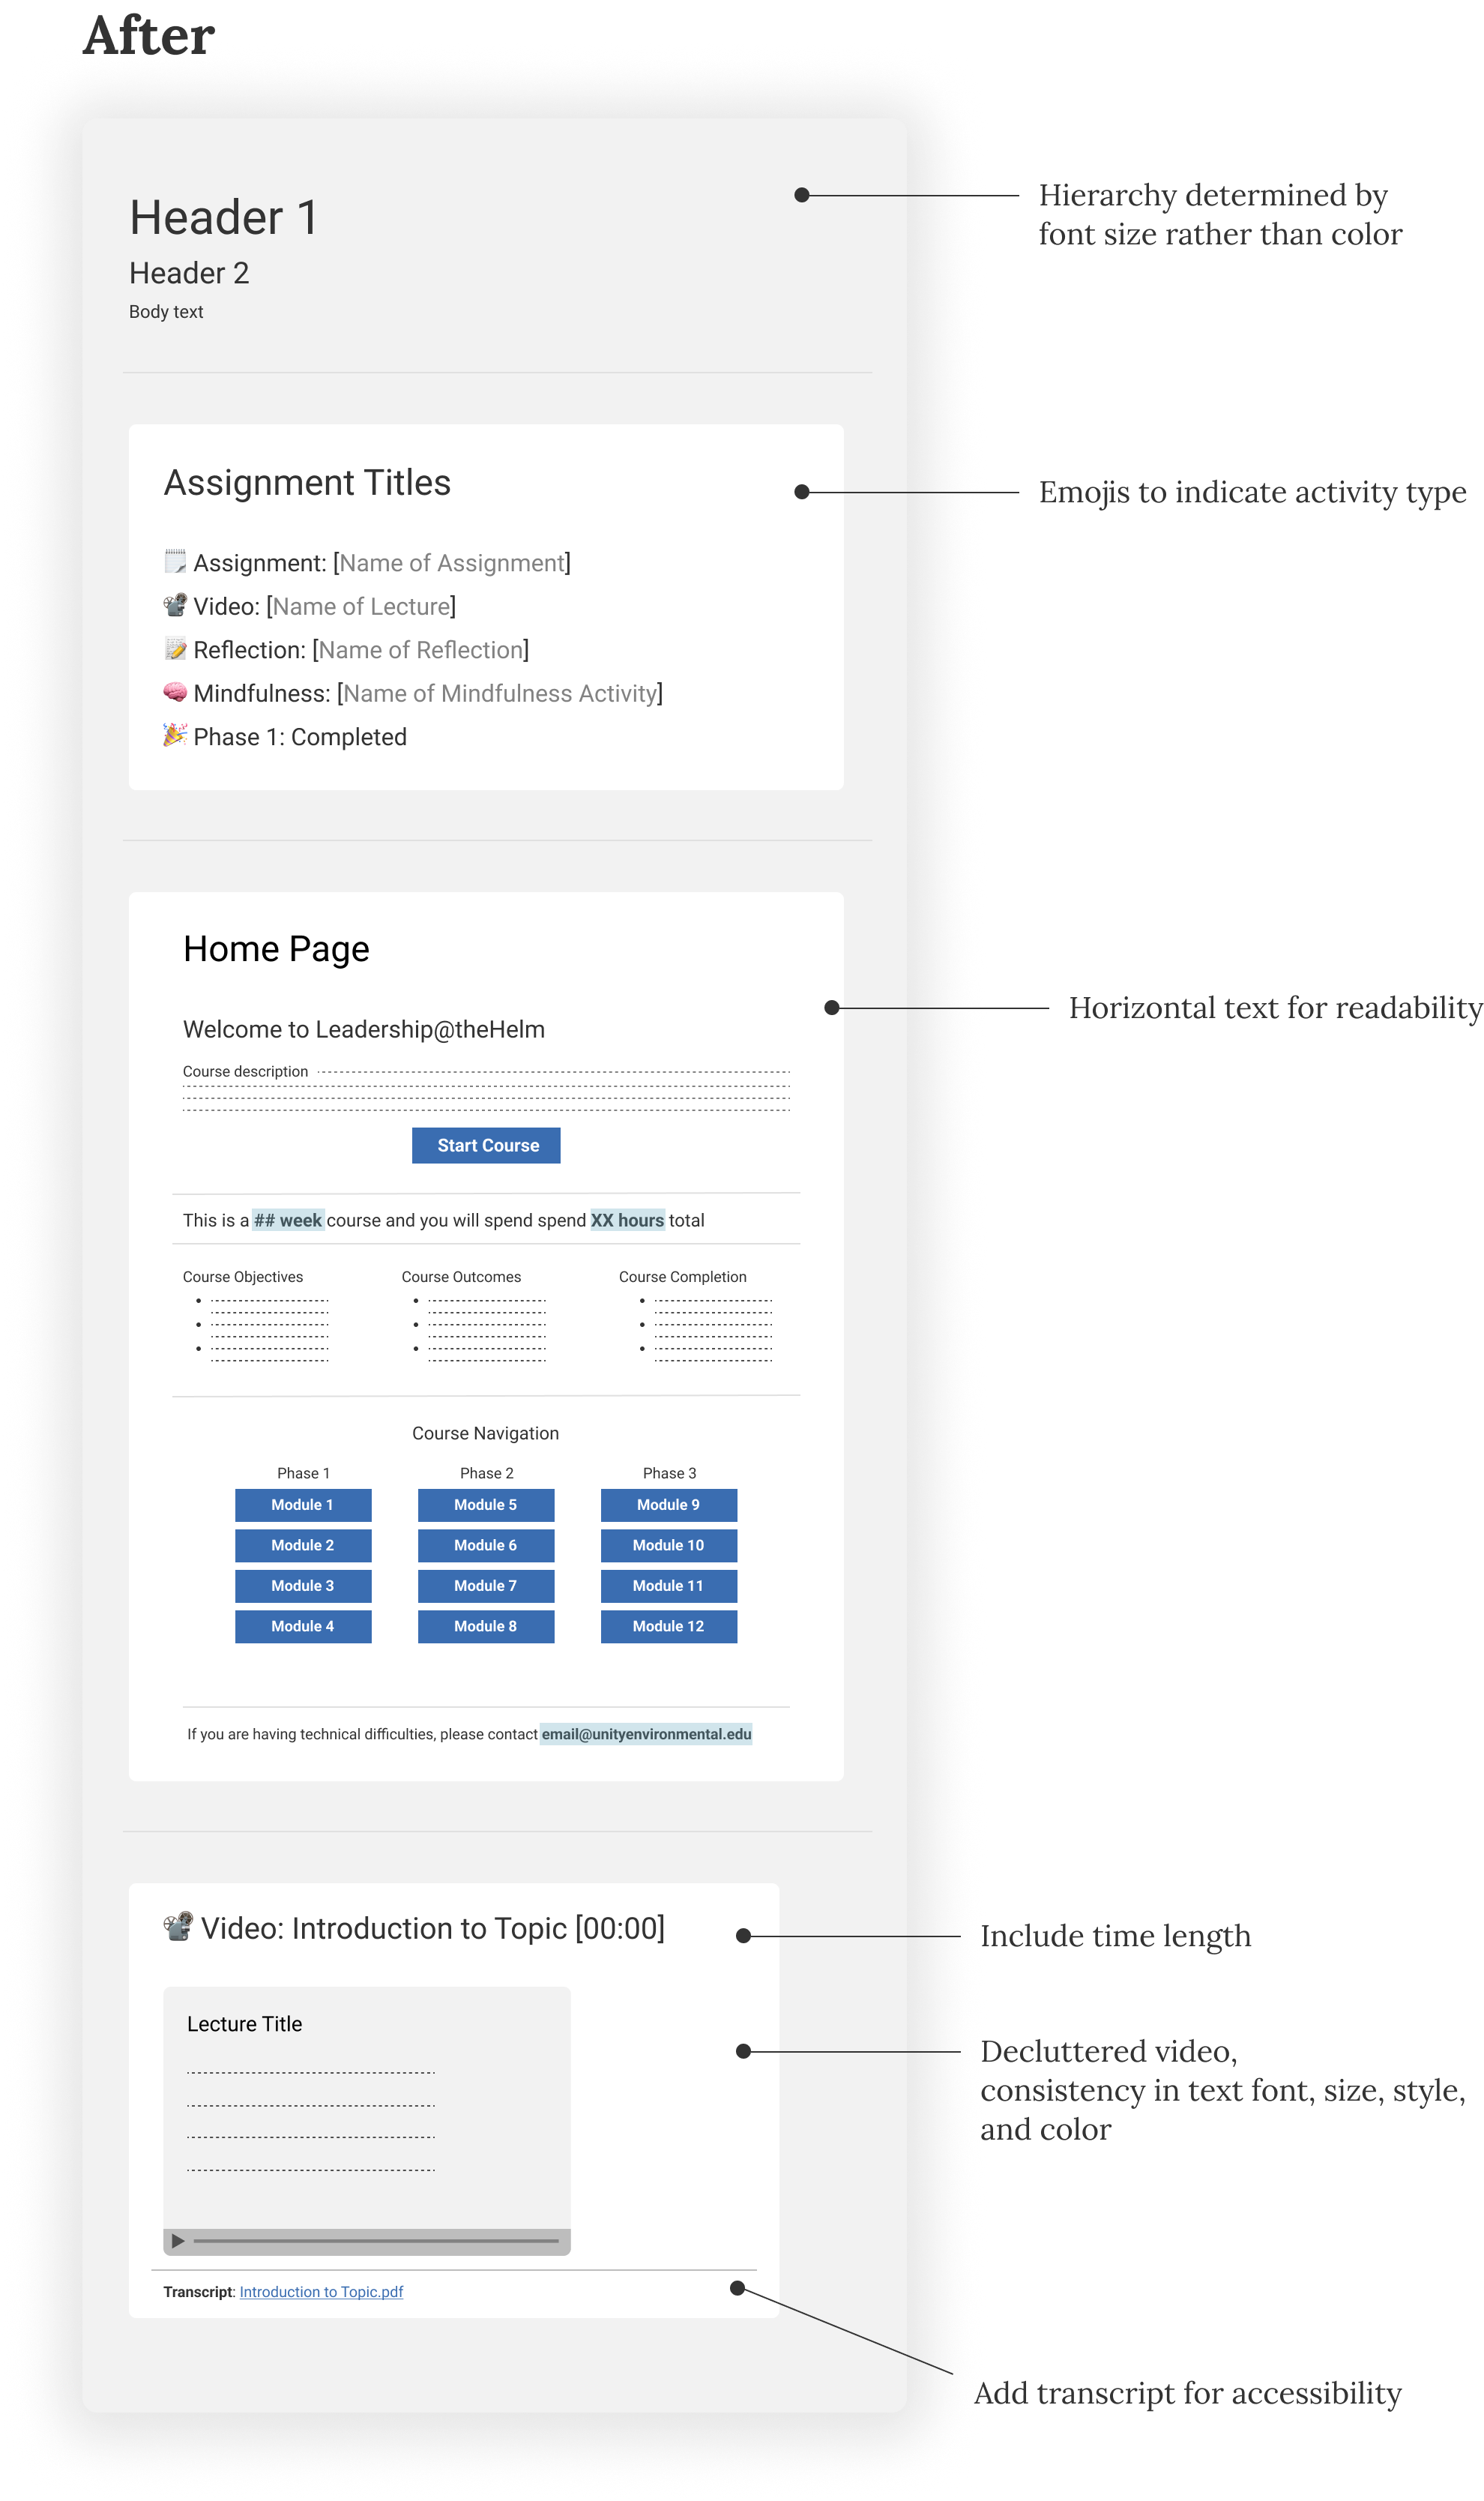 After
Header 1
Header 2
Body text
Hierarchy determined by
font size rather than color
Assignment Titles
Emojis to indicate activity type
🗒️ Assignment: [Name of Assignment]
📽️ Video: [Name of Lecture]
📝 Reflection: [Name of Reflection]
🧠 Mindfulness: [Name of Mindfulness Activity]
🎉 Phase 1: Completed
Home Page
Horizontal text for readability
Welcome to Leadership@theHelm
Course description
Start Course
This is a ## week course and you will spend spend XX hours total
Course Objectives
Course Outcomes
Course Completion
Course Navigation
Phase 1
Phase 2
Phase 3
Module 1
Module 5
Module 9
Module 2
Module 6
Module 10
Module 3
Module 7
Module 11
Module 4
Module 8
Module 12
If you are having technical difficulties, please contact email@unityenvironmental.edu
📽️ Video: Introduction to Topic [00:00]
Include time length
Lecture Title
Decluttered video,
consistency in text font, size, style,
and color
Transcript: Introduction to Topic.pdf
Add transcript for accessibility